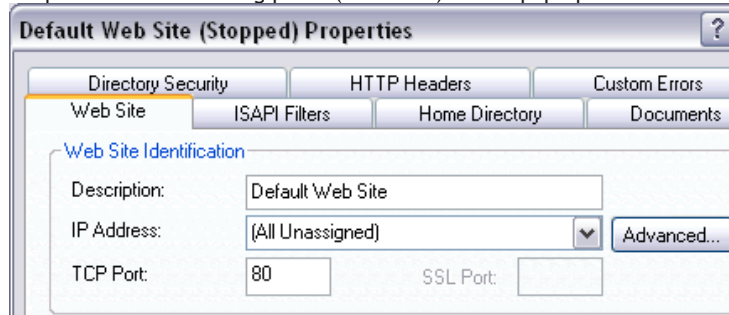 Default Web Site (Stopped) Properties ?
Directory Security HTTP Headers Custom Errors
Web Site ISAPI Filters Home Directory Documents
Web Site Identification
Description: Default Web Site
IP Address: (All Unassigned) Advanced...
TCP Port: 80 SSL Port: